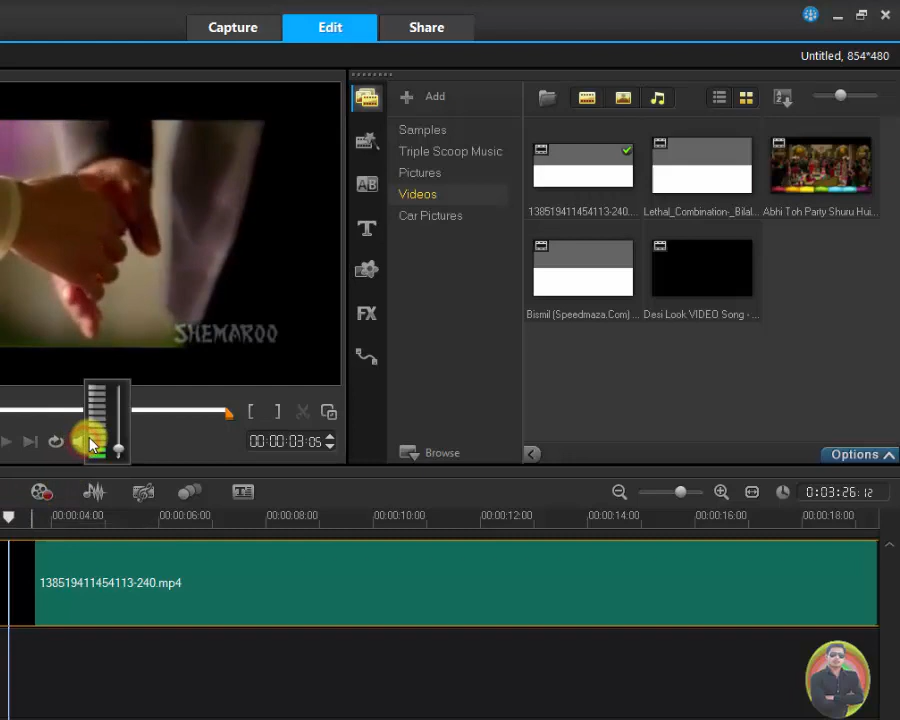 Capture
Edit
Share
Untitled, 854*480
Add
Samples
Triple Scoop Music
Pictures
Videos
Car Pictures
138519411454113-240....
Lethal_Combination-_Bilal...
Abhi Toh Party Shuru Hui...
Bismil (Speedmaza.Com) ...
Desi Look VIDEO Song - ...
SHEMAROO
AB
T
FX
[ ]
00:00:03:05
Browse
Options
0:03:26:12
00:00:04:00
00:00:06:00
00:00:08:00
00:00:10:00
00:00:12:00
00:00:14:00
00:00:16:00
00:00:18:00
138519411454113-240.mp4